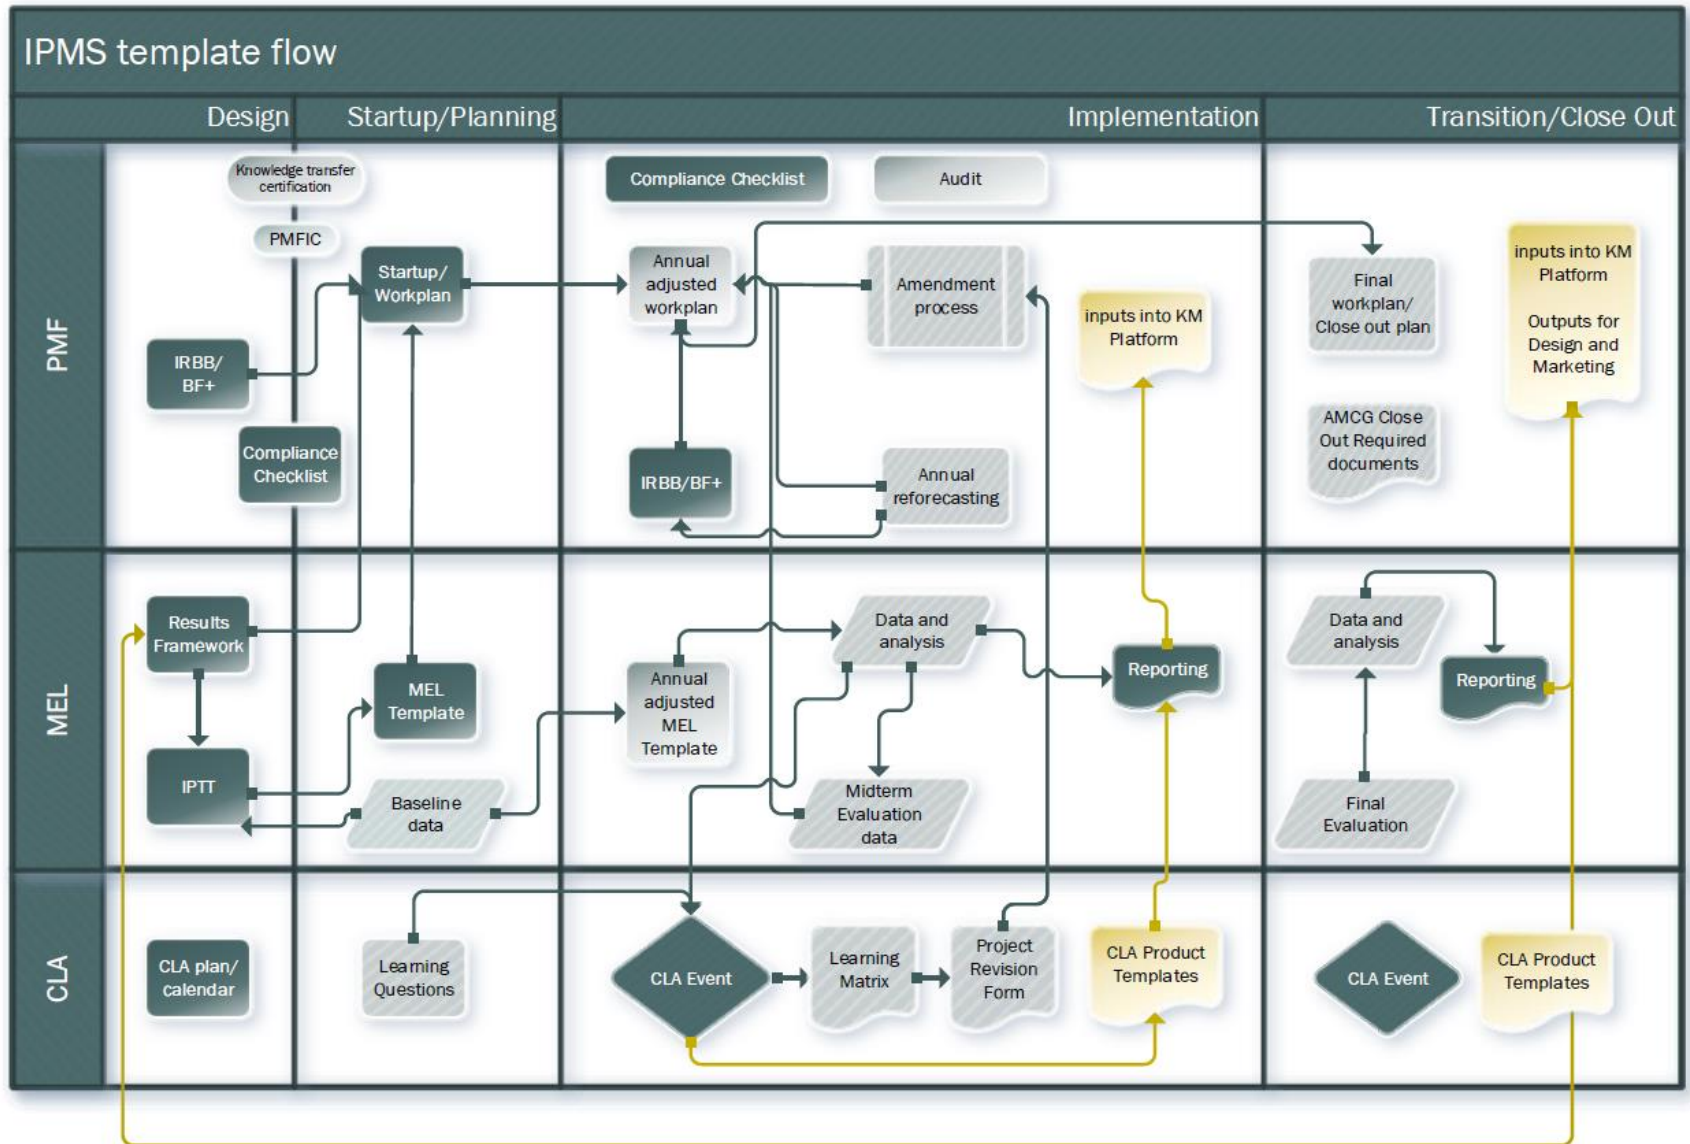 IPMS template flow
Design
Startup/Planning
Implementation
Transition/Close Out
PMF
Knowledge transfer
certification
PMFIC
Startup/
Workplan
IRBB/
BF+
Compliance
Checklist
Compliance Checklist
Audit
Annual
adjusted
workplan
Amendment
process
inputs into KM
Platform
IRBB/BF+
Annual
reforecasting
Final
workplan/
Close out plan
AMCG Close
Out Required
documents
inputs into KM
Platform
Outputs for
Design and
Marketing
MEL
Results
Framework
IPTT
MEL
Template
Baseline
data
Annual
adjusted
MEL
Template
Data and
analysis
Midterm
Evaluation
data
Reporting
Data and
analysis
Reporting
Final
Evaluation
CLA
CLA plan/
calendar
Learning
Questions
CLA Event
Learning
Matrix
Project
Revision
Form
CLA Product
Templates
CLA Event
CLA Product
Templates